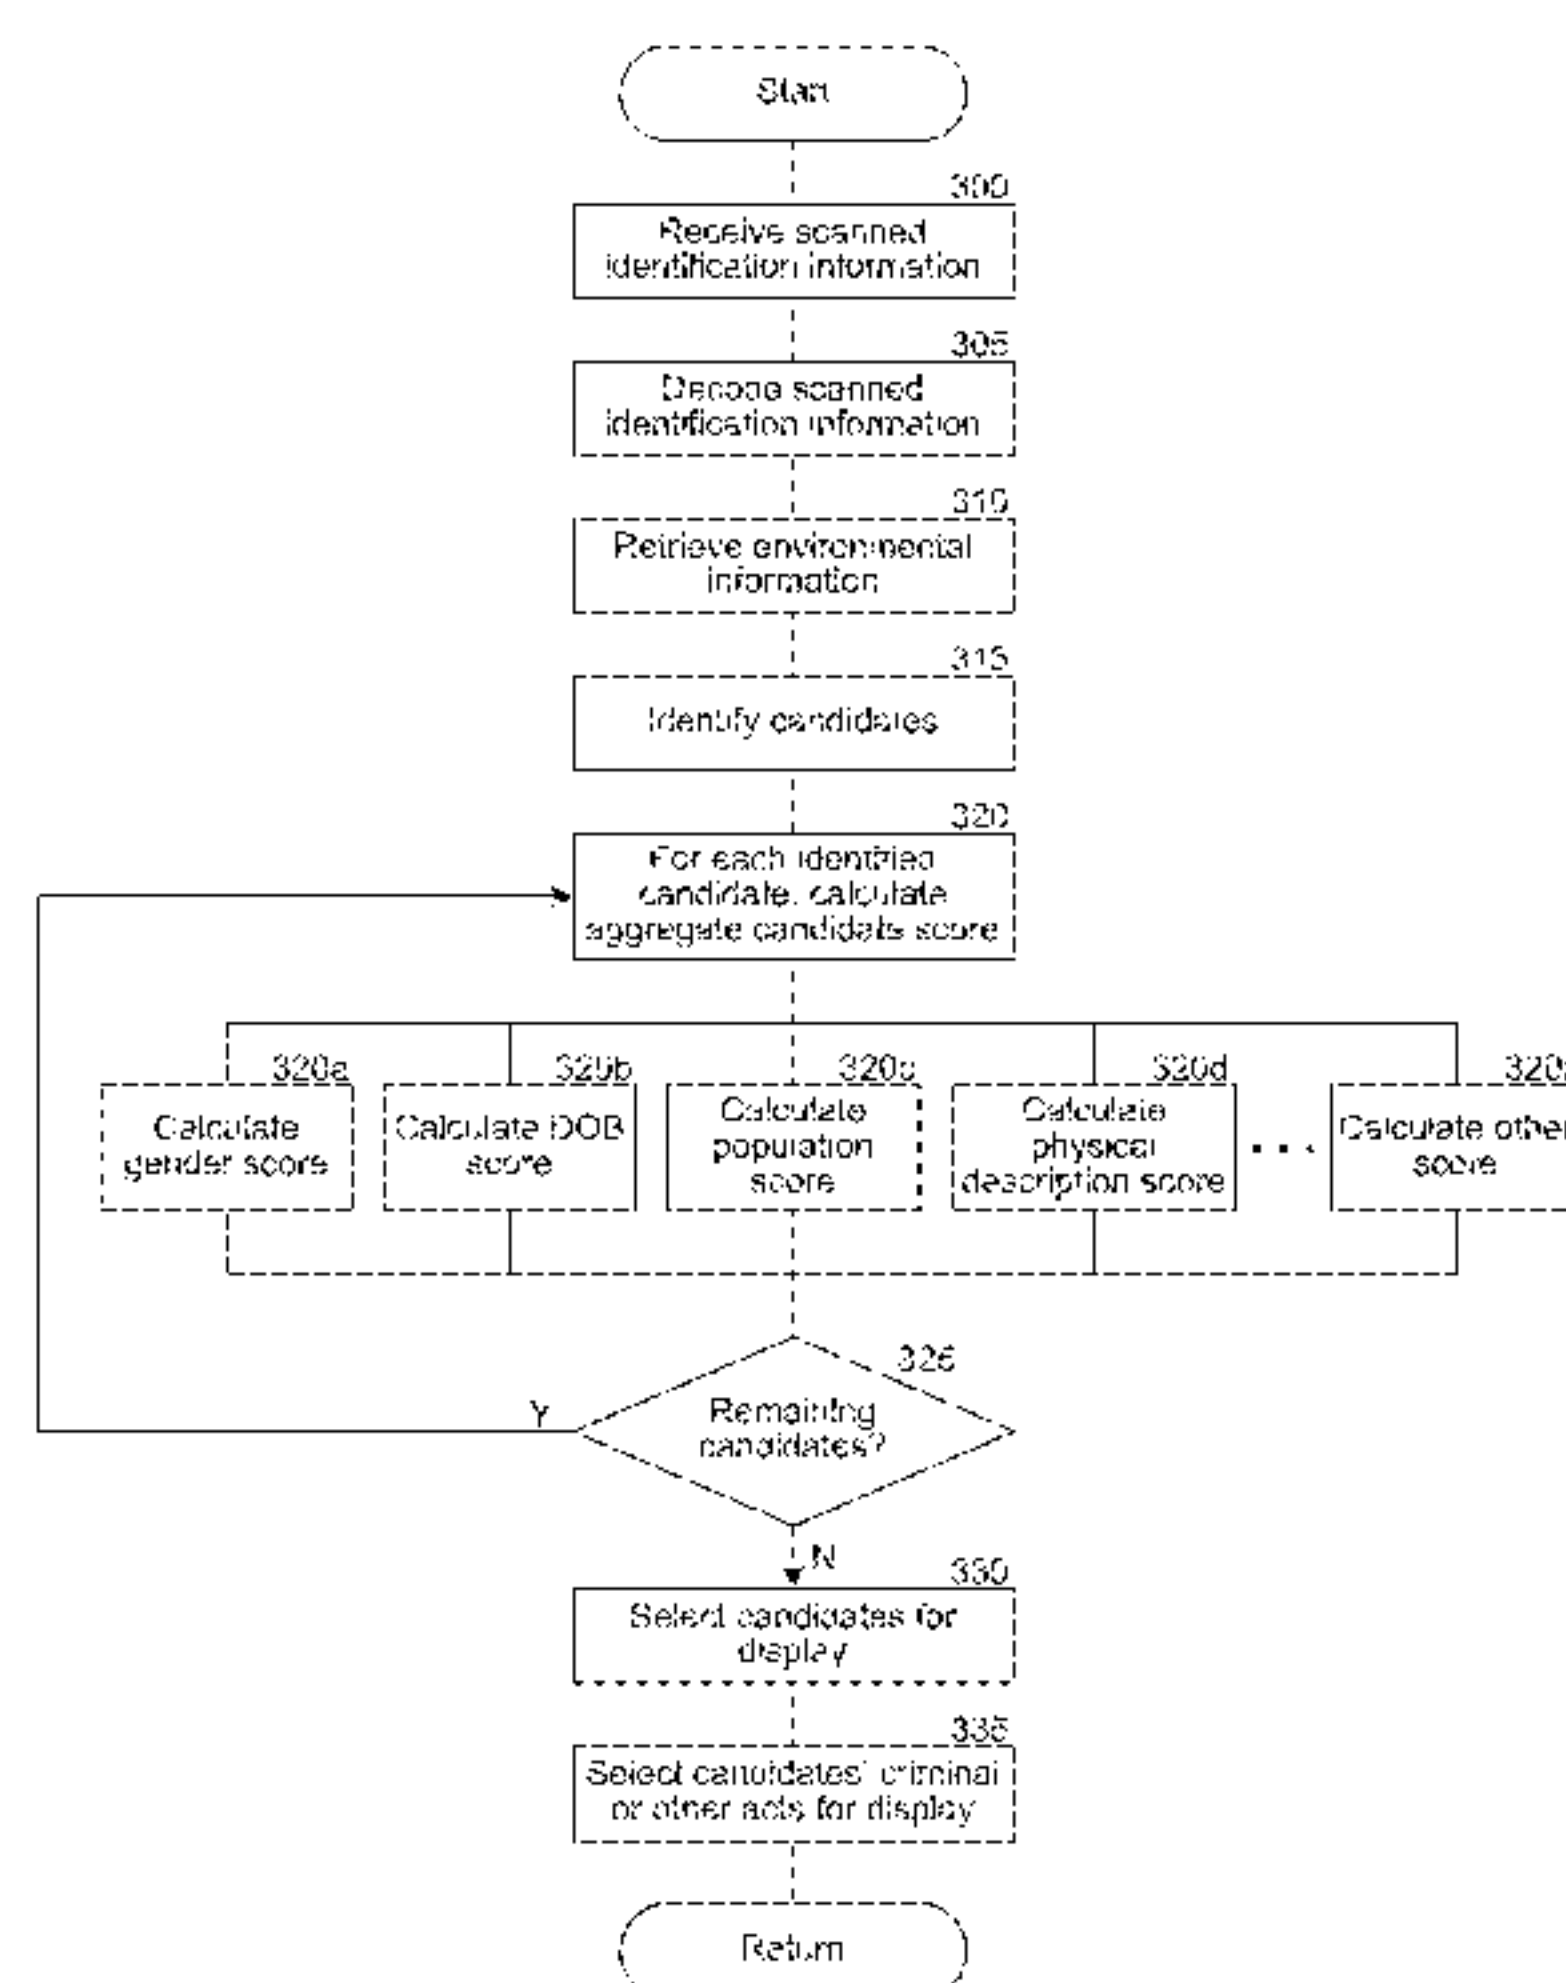 Start
300
Receive scanned
identification information
305
Decode scanned
identification information
310
Retrieve environmental
information
315
Identify candidates
320
For each identified
candidate, calculate
aggregate candidate score
320a
Calculate
gender score
320b
Calculate DOB
score
320c
Calculate
population
score
320d
Calculate
physical
description score
. . .
320
Calculate other
score
325
Remaining
candidates?
Y
N
330
Select candidates for
display
335
Select candidates' criminal
or other acts for display
Return